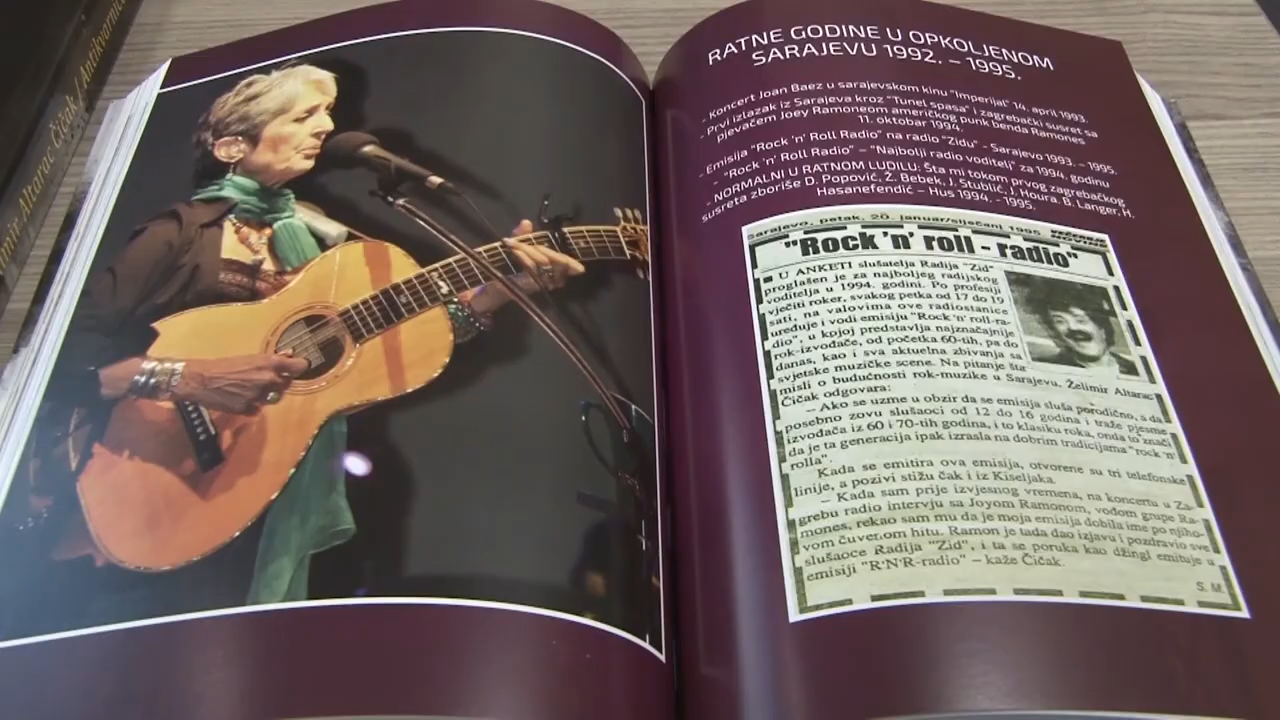 Altarac Čičak / Antikvarnice
RATNE GODINE U OPKOLJENOM
SARAJEVU 1992. – 1995.
- Koncert Joan Baez u sarajevskom kinu "Imperijal" 14. april 1993.
- Prvi izlazak iz Sarajeva kroz "Tunel spasa" i zagrebački susret sa
pjevačem Joey Ramoneom američkog punk benda Ramones
11. oktobar 1994.
- Emisija "Rock 'n' Roll Radio" na radio "Zidu" - Sarajevo 1993. – 1995.
- "Rock 'n' Roll Radio" – "Najbolji radio voditelj" za 1994. godinu
- NORMALNI U RATNOM LUDILU: Šta mi tokom prvog zagrebačkog
susreta zboriše D. Popović, Ž. Bebek, J. Stublić, J. Houra. B. Langer, H.
Hasanefendić – Hus 1994. - 1995.
Sarajevo, petak, 20. januar/siječanj 1995.
"Rock 'n' roll - radio"
U ANKETI slušatelja Radija "Zid"
proglašen je za najboljeg radijskog
voditelja u 1994. godini. Po profesiji
vječiti roker, svakog petka od 17 do 19
sati, na valovima ove radiostanice
uređuje i vodi emisiju "Rock 'n' roll-ra-
dio", u kojoj predstavlja najznačajnije
rok-izvođače, od početka 60-tih, pa do
danas, kao i sva aktuelna zbivanja sa
svjetske muzičke scene. Na pitanje šta
misli o budućnosti rok-muzike u Sarajevu, Želimir Altarac
Čičak odgovara:
– Ako se uzme u obzir da se emisija sluša porodično, a da
posebno zovu slušaoci od 12 do 16 godina i traže pjesme
izvođača iz 60 i 70-tih godina, i to klasiku roka, onda to znači
da je ta generacija ipak izrasla na dobrim tradicijama "rock 'n'
rolla".
Kada se emitira ova emisija, otvorene su tri telefonske
linije, a pozivi stižu čak i iz Kiseljaka.
– Kada sam prije izvjesnog vremena, na koncertu u Za-
grebu radio intervju sa Joyom Ramonom, vođom grupe Ra-
mones, rekao sam mu da je moja emisija dobila ime po njiho-
vom čuvenom hitu. Ramon je tada dao izjavu i pozdravio sve
slušaoce Radija "Zid", i ta se poruka kao džingl emituje u
emisiji "R'N'R-radio" – kaže Čičak.
S. M.